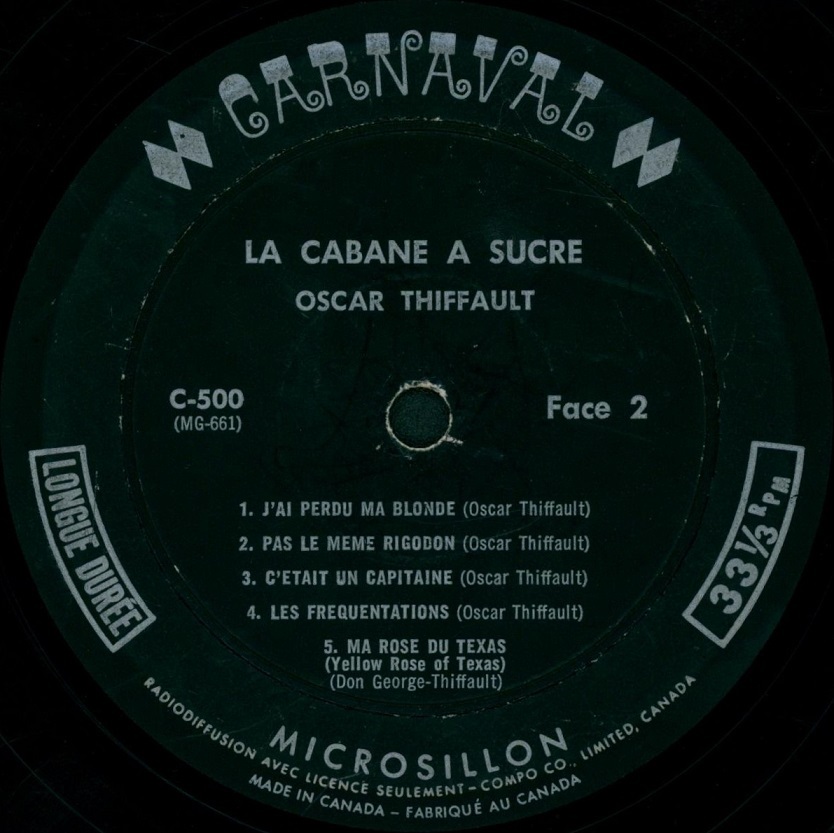 CARNAVAL
LA CABANE A SUCRE
OSCAR THIFFAULT
C-500
(MG-661)
Face 2
LONGUE DURÉE
33⅓ RPM
1. J'AI PERDU MA BLONDE (Oscar Thiffault)
2. PAS LE MEME RIGODON (Oscar Thiffault)
3. C'ETAIT UN CAPITAINE (Oscar Thiffault)
4. LES FREQUENTATIONS (Oscar Thiffault)
5. MA ROSE DU TEXAS
(Yellow Rose of Texas)
(Don George-Thiffault)
MICROSILLON
RADIODIFFUSION AVEC LICENCE SEULEMENT – COMPO CO., LIMITED, CANADA
MADE IN CANADA – FABRIQUÉ AU CANADA